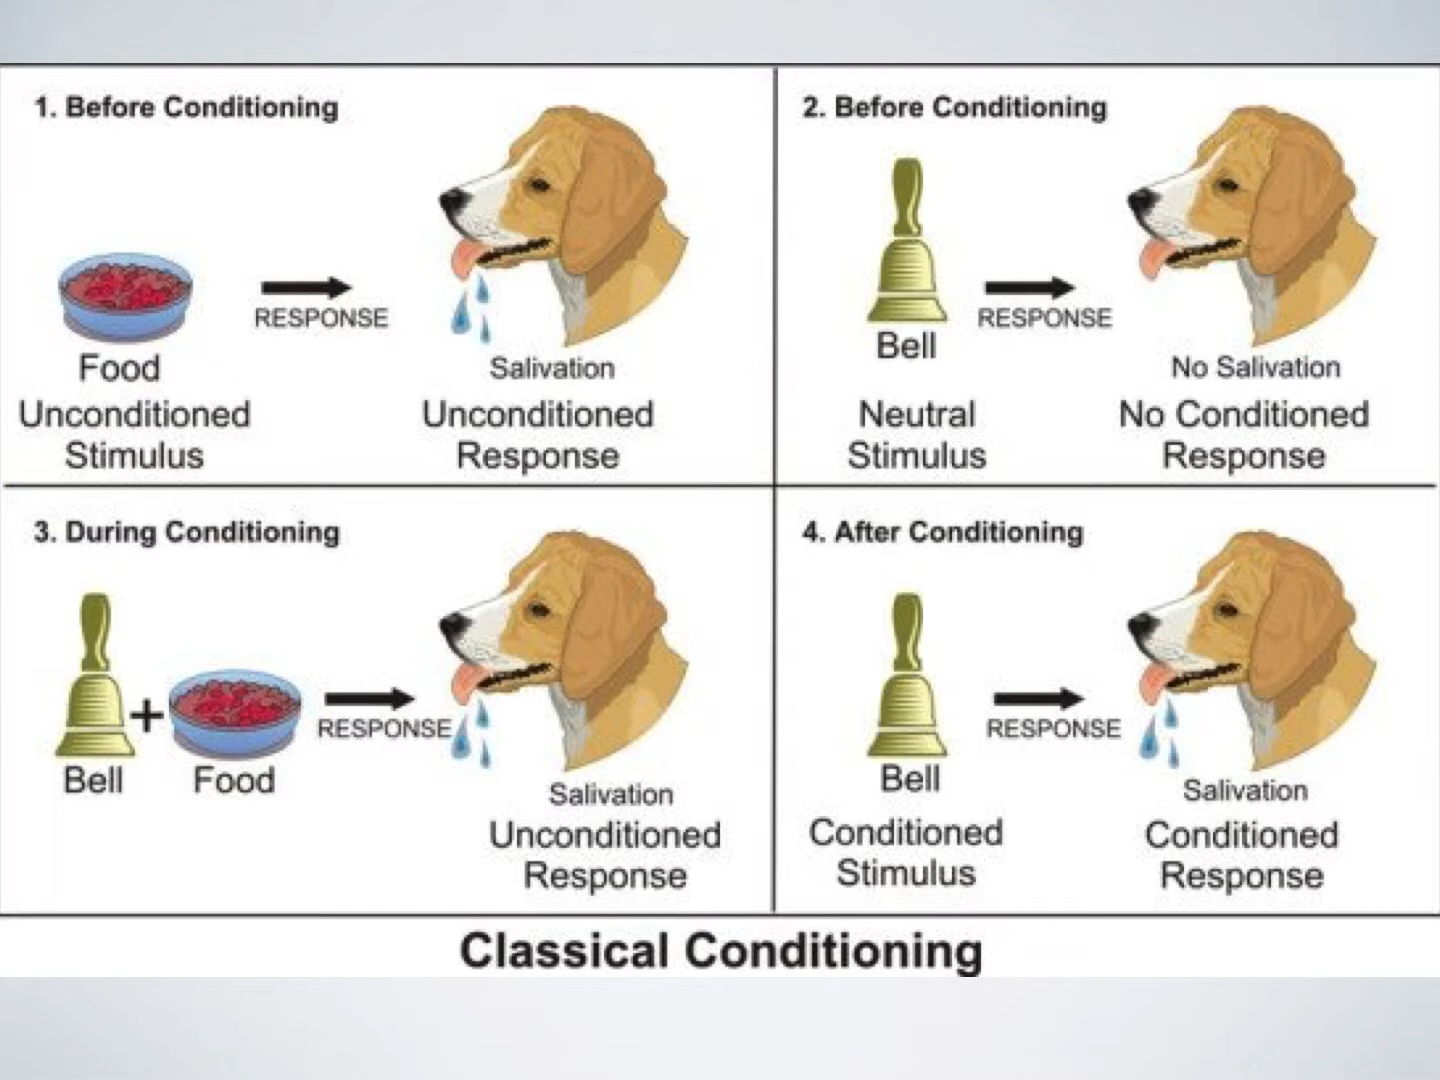 1. Before Conditioning
RESPONSE
Food
Salivation
Unconditioned
Stimulus
Unconditioned
Response
2. Before Conditioning
RESPONSE
Bell
No Salivation
Neutral
Stimulus
No Conditioned
Response
3. During Conditioning
+
RESPONSE
Bell
Food
Salivation
Unconditioned
Response
4. After Conditioning
RESPONSE
Bell
Salivation
Conditioned
Stimulus
Conditioned
Response
Classical Conditioning